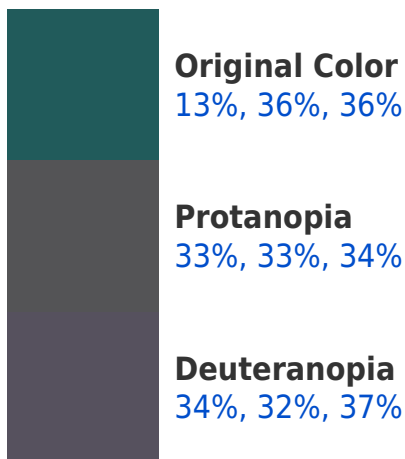 Original Color
13%, 36%, 36%
Protanopia
33%, 33%, 34%
Deuteranopia
34%, 32%, 37%